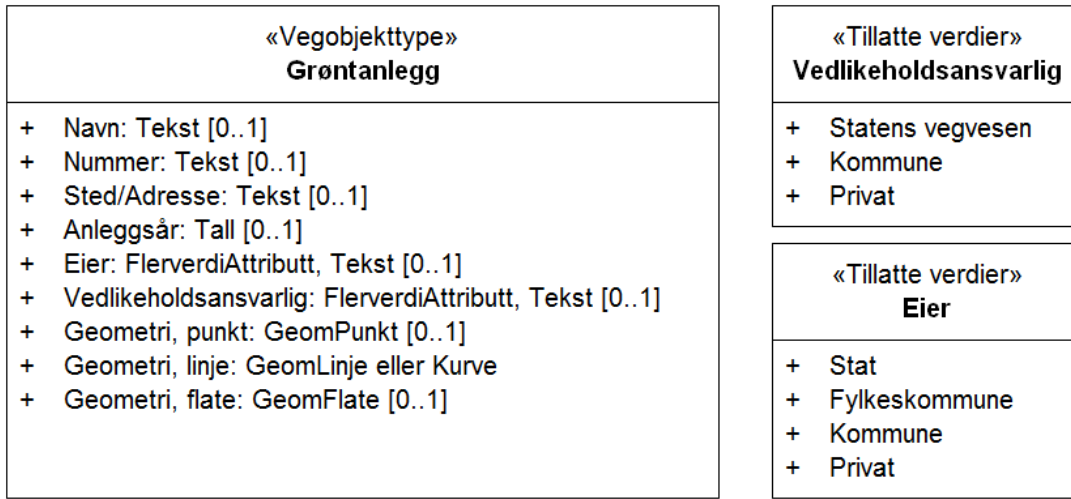 «Vegobjekttype»
Grøntanlegg
+ Navn: Tekst [0..1]
+ Nummer: Tekst [0..1]
+ Sted/Adresse: Tekst [0..1]
+ Anleggsår: Tall [0..1]
+ Eier: FlerverdiAttributt, Tekst [0..1]
+ Vedlikeholdsansvarlig: FlerverdiAttributt, Tekst [0..1]
+ Geometri, punkt: GeomPunkt [0..1]
+ Geometri, linje: GeomLinje eller Kurve
+ Geometri, flate: GeomFlate [0..1]
«Tillatte verdier»
Vedlikeholdsansvarlig
+ Statens vegvesen
+ Kommune
+ Privat
«Tillatte verdier»
Eier
+ Stat
+ Fylkeskommune
+ Kommune
+ Privat